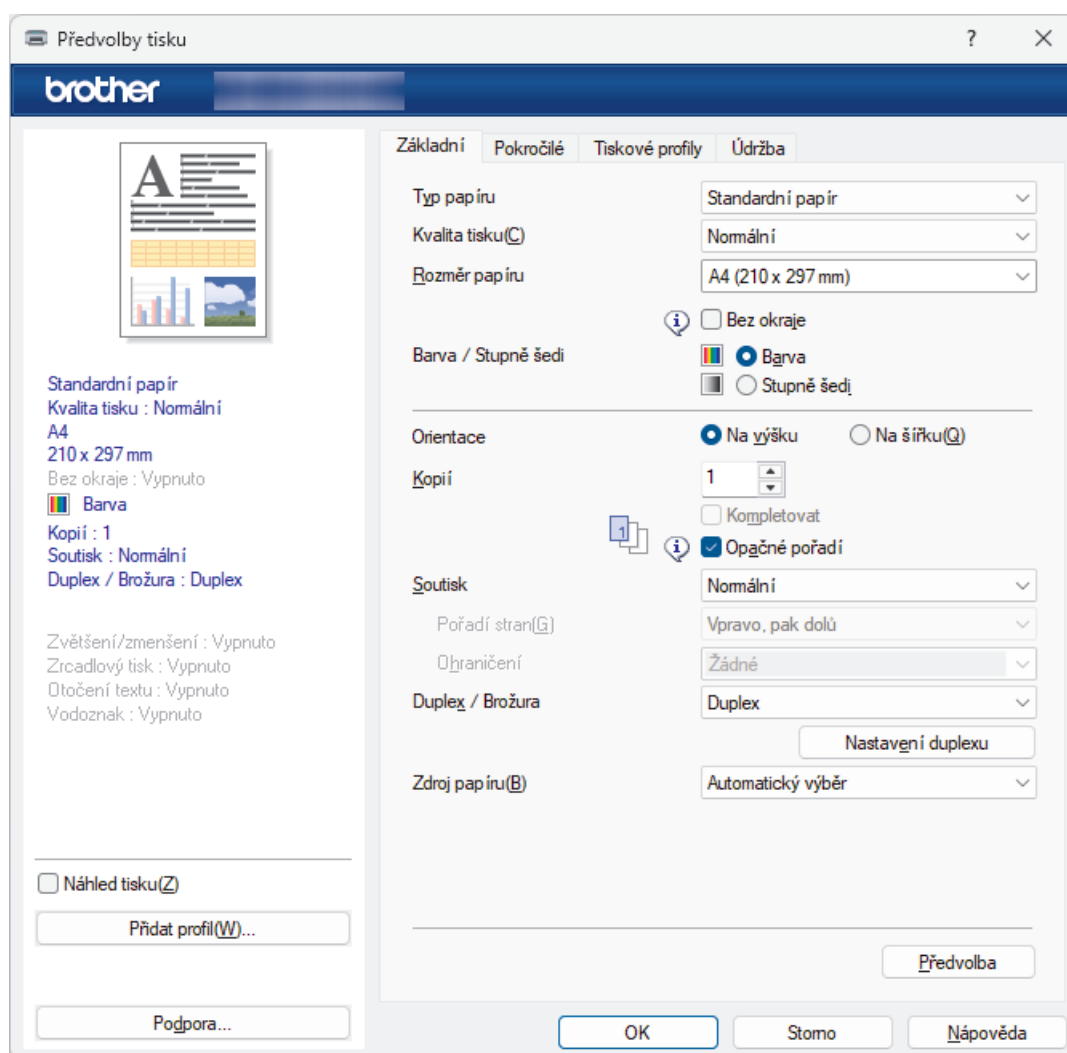 Předvolby tisku ?
brother
Základní Pokročilé Tiskové profily Údržba
A
Standardní papír
Kvalita tisku : Normální
A4
210 x 297 mm
Bez okraje : Vypnuto
Barva
Kopií : 1
Soutisk : Normální
Duplex / Brožura : Duplex
Zvětšení/zmenšení : Vypnuto
Zrcadlový tisk : Vypnuto
Otočení textu : Vypnuto
Vodoznak : Vypnuto
Náhled tisku(Z)
Přidat profil(W)...
Podpora...
Typ papíru Standardní papír
Kvalita tisku(C) Normální
Rozměr papíru A4 (210 x 297 mm)
i Bez okraje
Barva / Stupně šedi Barva
Stupně šedi
Orientace Na výšku Na šířku(Q)
Kopií 1
Kompletovat
1 i Opačné pořadí
Soutisk Normální
Pořadí stran(G) Vpravo, pak dolů
Ohraničení Žádné
Duplex / Brožura Duplex
Nastavení duplexu
Zdroj papíru(B) Automatický výběr
Předvolba
OK Storno Nápověda